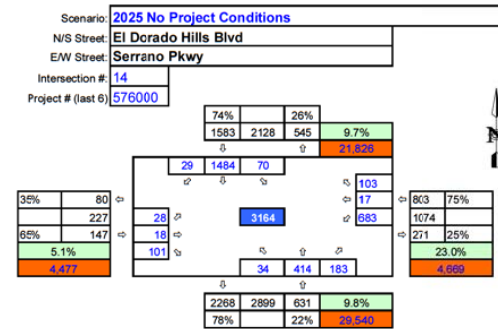 Scenario: 2025 No Project Conditions
N/S Street: El Dorado Hills Blvd
E/W Street: Serrano Pkwy
Intersection #: 14
Project # (last 6) 576000
74% 26%
1583 2128 545 9.7%
21,826
29 1484 70
N
103
35% 80 17 803 75%
227 28 3164 683 1074
65% 147 18 271 25%
5.1% 101 23.0%
4,477 34 414 183 4,669
2268 2899 631 9.8%
78% 22% 29,540